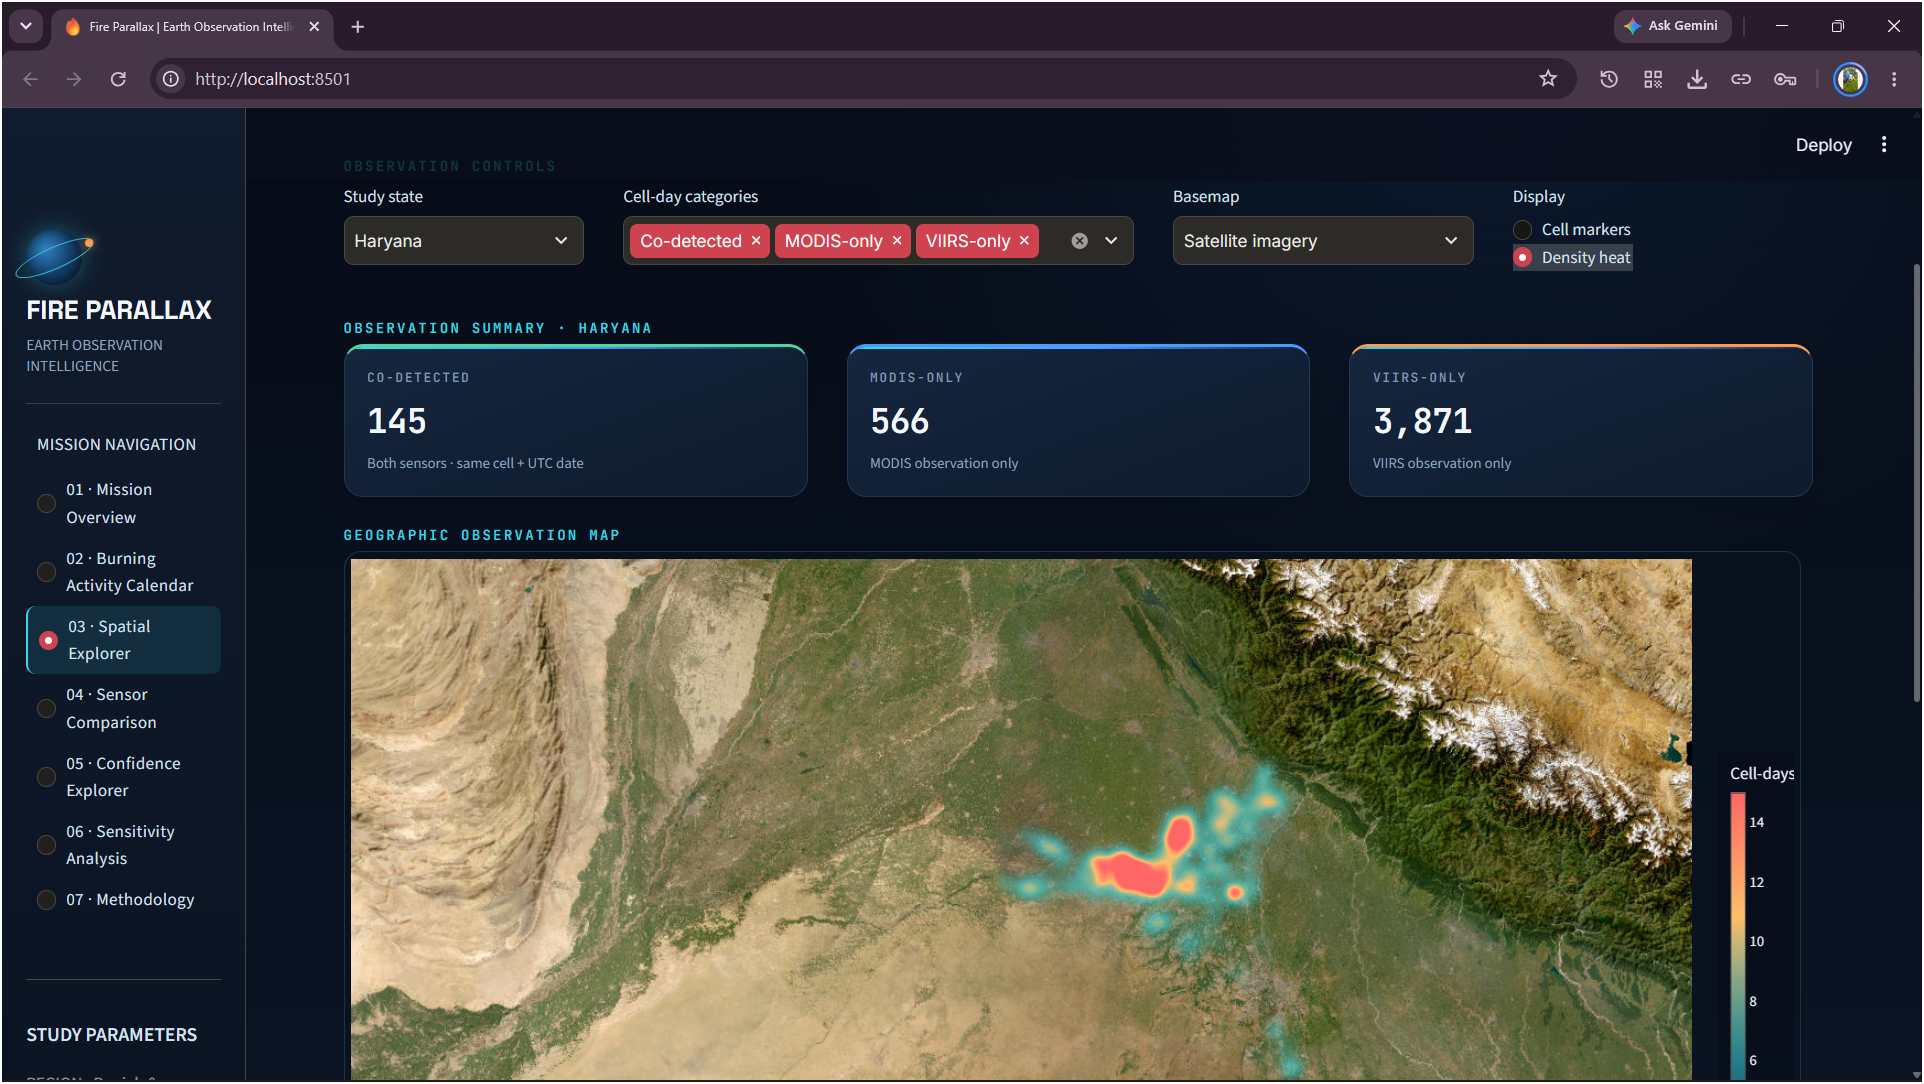 Fire Parallax | Earth Observation Intelli
Ask Gemini
http://localhost:8501
Deploy
FIRE PARALLAX
EARTH OBSERVATION
INTELLIGENCE
MISSION NAVIGATION
01 · Mission
Overview
02 · Burning
Activity Calendar
03 · Spatial
Explorer
04 · Sensor
Comparison
05 · Confidence
Explorer
06 · Sensitivity
Analysis
07 · Methodology
STUDY PARAMETERS
OBSERVATION CONTROLS
Study state
Haryana
Cell-day categories
Co-detected
MODIS-only
VIIRS-only
Basemap
Satellite imagery
Display
Cell markers
Density heat
OBSERVATION SUMMARY · HARYANA
CO-DETECTED
145
Both sensors · same cell + UTC date
MODIS-ONLY
566
MODIS observation only
VIIRS-ONLY
3,871
VIIRS observation only
GEOGRAPHIC OBSERVATION MAP
Cell-days
14
12
10
8
6